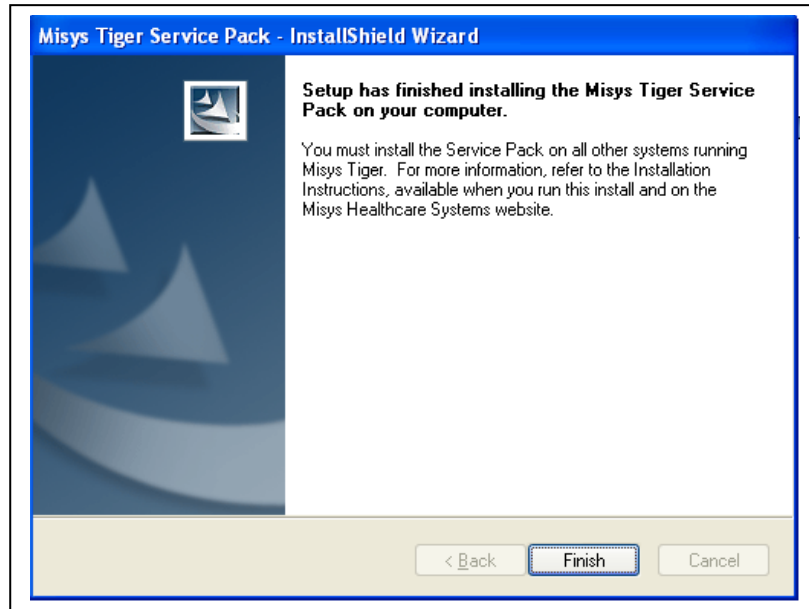 Misys Tiger Service Pack - InstallShield Wizard
Setup has finished installing the Misys Tiger Service
Pack on your computer.
You must install the Service Pack on all other systems running
Misys Tiger. For more information, refer to the Installation
Instructions, available when you run this install and on the
Misys Healthcare Systems website.
< Back Finish Cancel